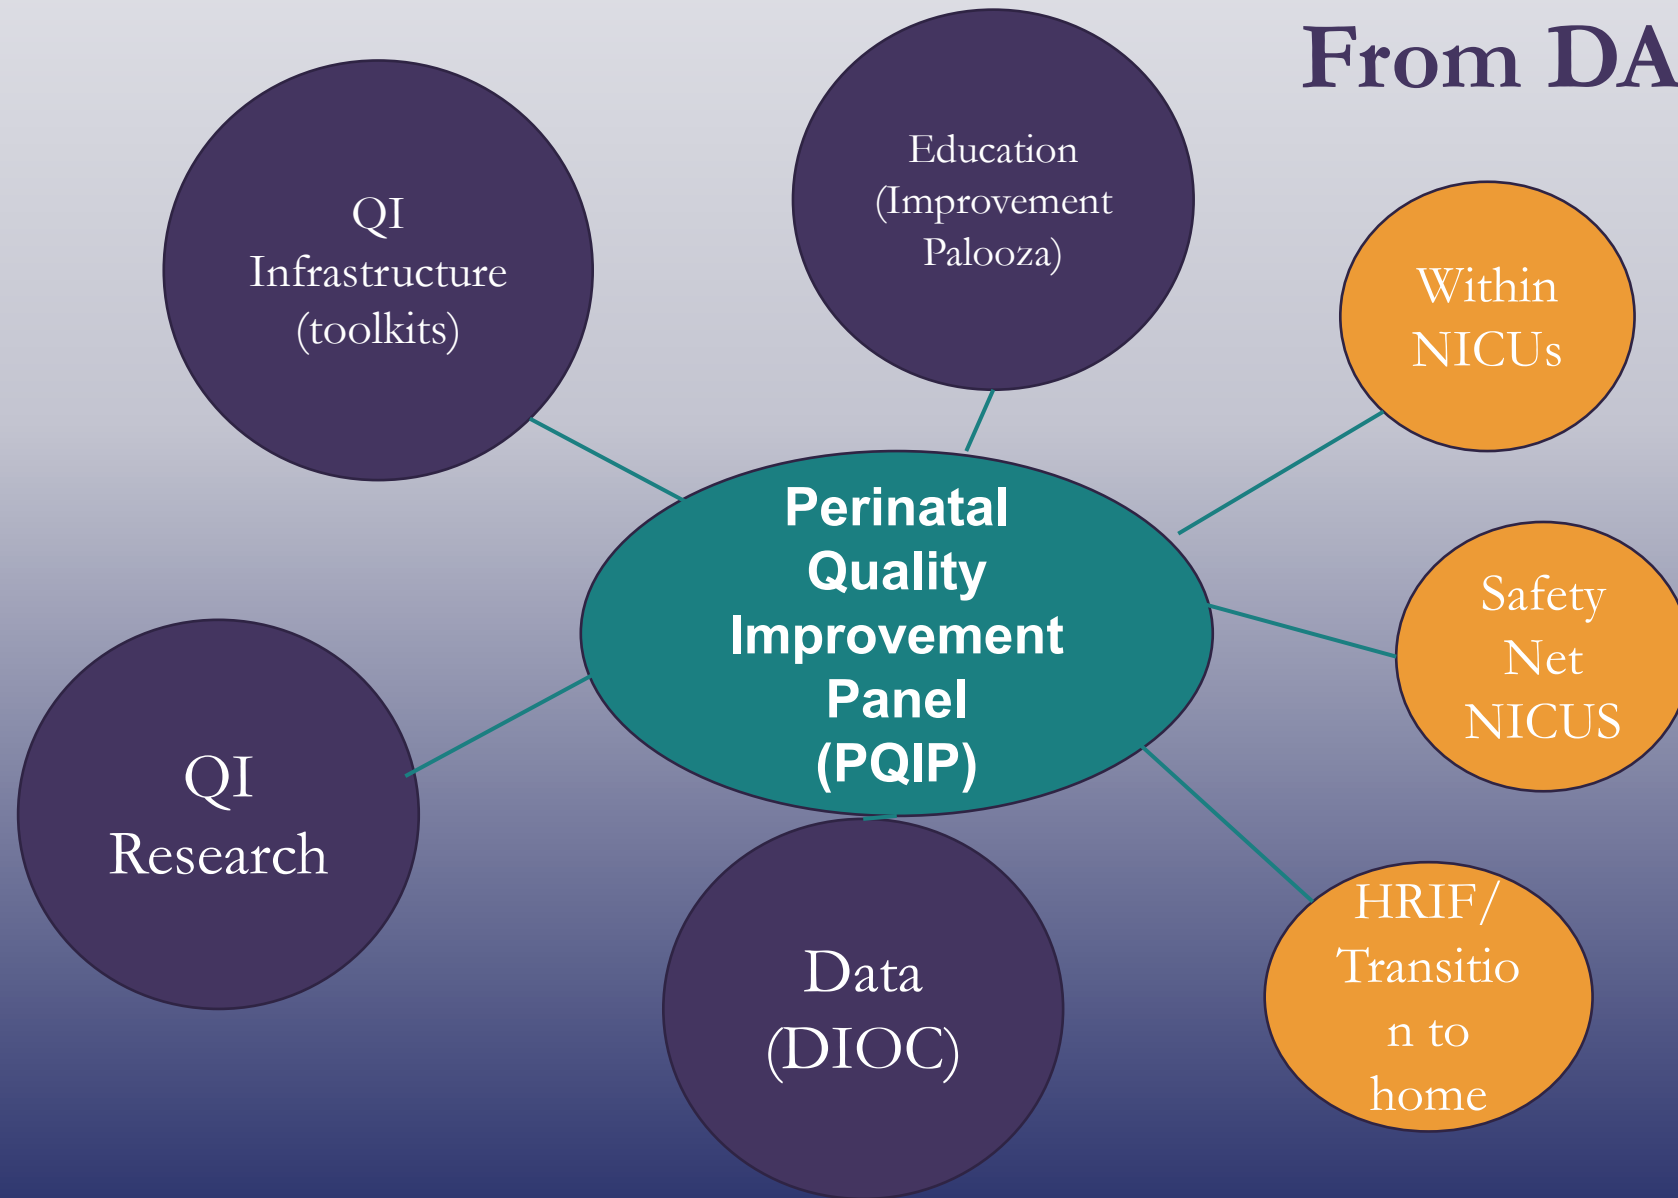 From DA
Education
(Improvement
Palooza)
QI
Infrastructure
(toolkits)
Within
NICUs
Perinatal
Quality
Improvement
Panel
(PQIP)
Safety
Net
NICUS
QI
Research
HRIF/
Transitio
n to
home
Data
(DIOC)